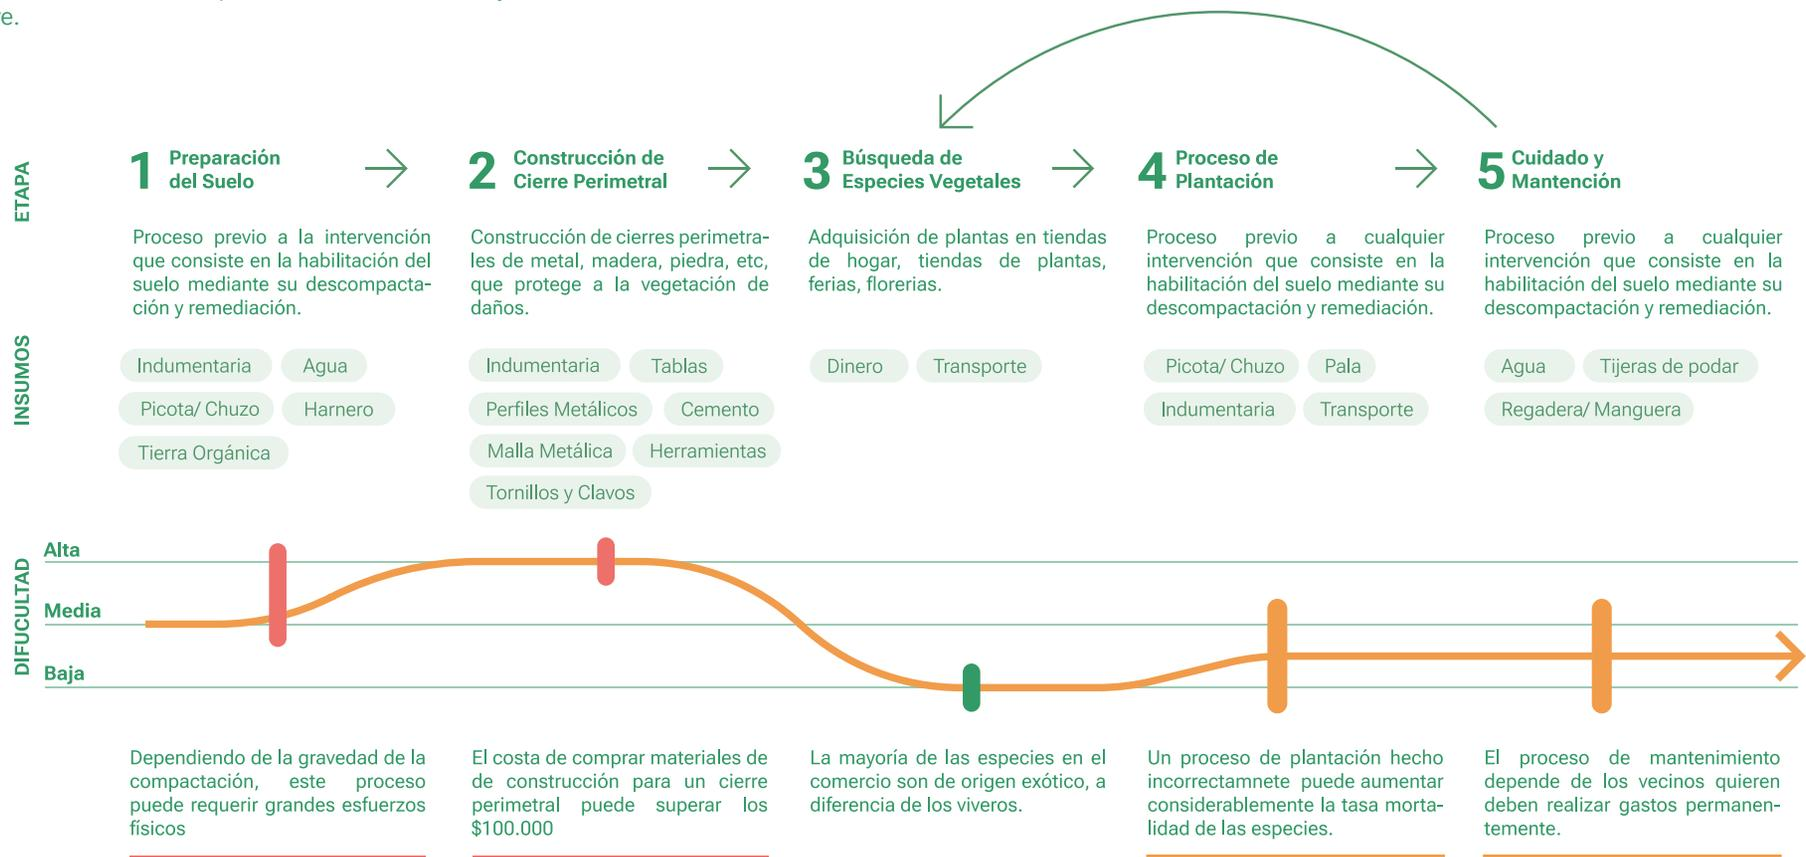 re.
ETAPA
1 Preparación
del Suelo
2 Construcción de
Cierre Perimetral
3 Búsqueda de
Especies Vegetales
4 Proceso de
Plantación
5 Cuidado y
Mantención
Proceso previo a la intervención
que consiste en la habilitación del
suelo mediante su descompacta-
ción y remediación.
Construcción de cierres perimetra-
les de metal, madera, piedra, etc,
que protege a la vegetación de
daños.
Adquisición de plantas en tiendas
de hogar, tiendas de plantas,
ferias, florerias.
Proceso previo a cualquier
intervención que consiste en la
habilitación del suelo mediante su
descompactación y remediación.
Proceso previo a cualquier
intervención que consiste en la
habilitación del suelo mediante su
descompactación y remediación.
INSUMOS
Indumentaria Agua
Picota/ Chuzo Harnero
Tierra Orgánica
Indumentaria Tablas
Perfiles Metálicos Cemento
Malla Metálica Herramientas
Tornillos y Clavos
Dinero Transporte
Picota/ Chuzo Pala
Indumentaria Transporte
Agua Tijeras de podar
Regadera/ Manguera
DIFUCULTAD
Alta
Media
Baja
Dependiendo de la gravedad de la
compactación, este proceso
puede requerir grandes esfuerzos
físicos
El costa de comprar materiales de
de construcción para un cierre
perimetral puede superar los
$100.000
La mayoría de las especies en el
comercio son de origen exótico, a
diferencia de los viveros.
Un proceso de plantación hecho
incorrectamnete puede aumentar
considerablemente la tasa morta-
lidad de las especies.
El proceso de mantenimiento
depende de los vecinos quieren
deben realizar gastos permanen-
temente.